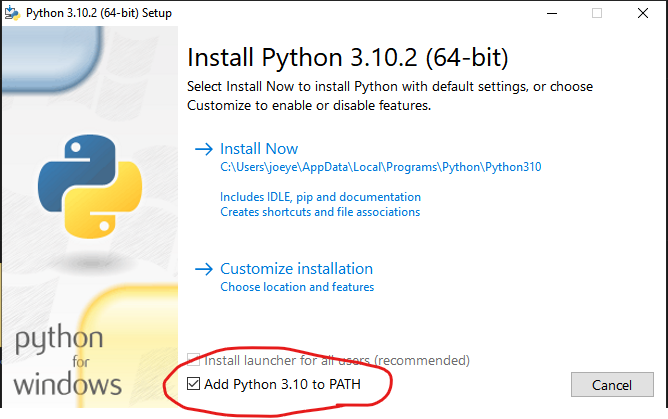 Python 3.10.2 (64-bit) Setup
Install Python 3.10.2 (64-bit)
Select Install Now to install Python with default settings, or choose
Customize to enable or disable features.
Install Now
C:\Users\joeye\AppData\Local\Programs\Python\Python310
Includes IDLE, pip and documentation
Creates shortcuts and file associations
Customize installation
Choose location and features
python
for
windows
Install launcher for all users (recommended)
Add Python 3.10 to PATH
Cancel